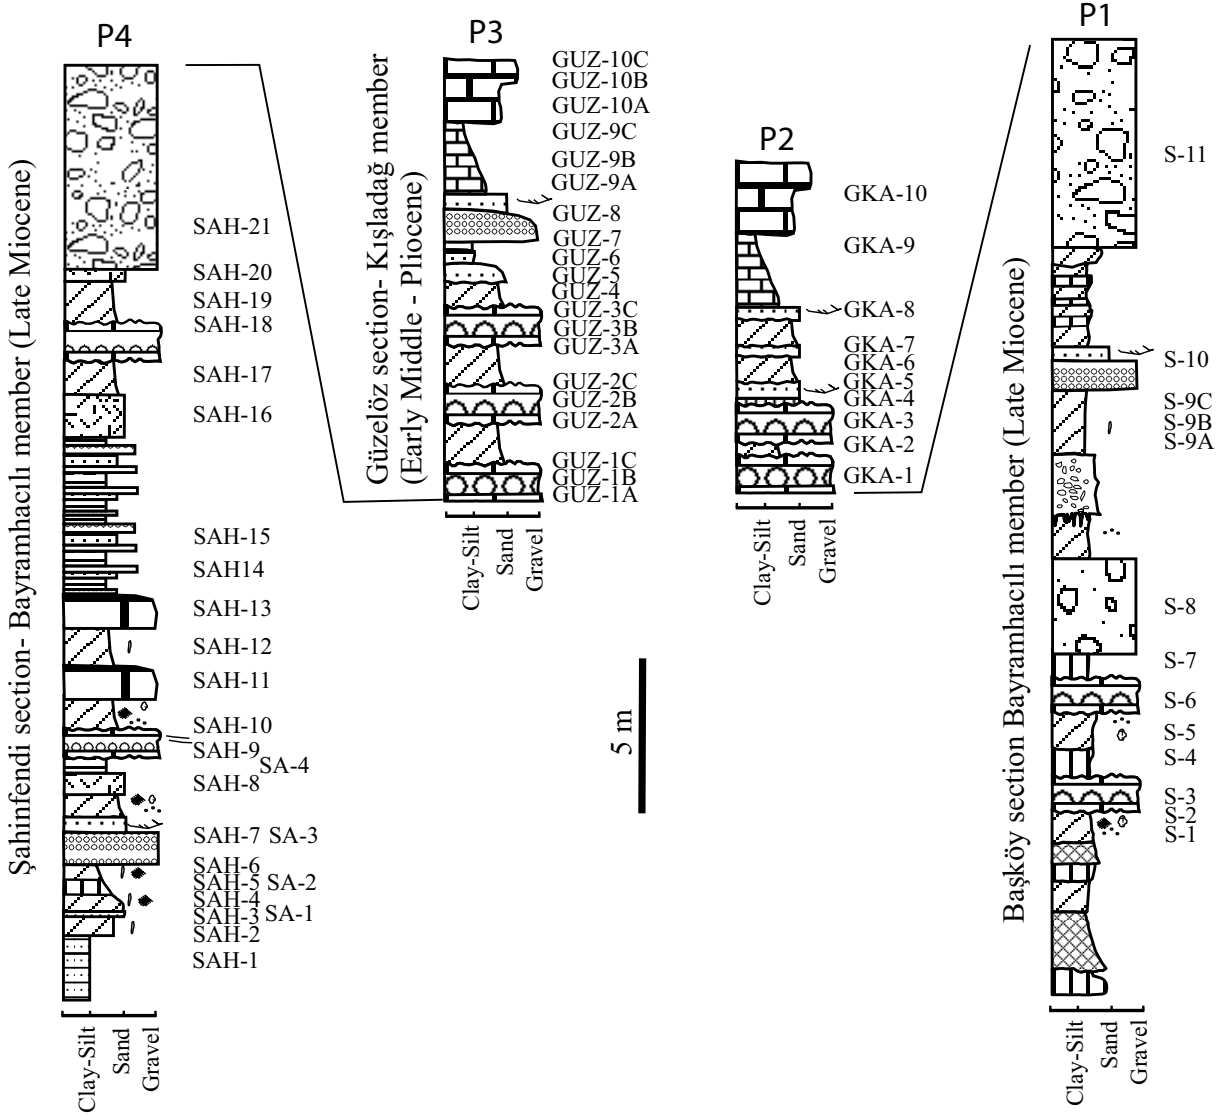 P4
Şahinfendi section- Bayramhacılı member (Late Miocene)
SAH-21
SAH-20
SAH-19
SAH-18
SAH-17
SAH-16
SAH-15
SAH14
SAH-13
SAH-12
SAH-11
SAH-10
SAH-9
SA-4
SAH-8
SAH-7 SA-3
SAH-6
SAH-5 SA-2
SAH-4
SAH-3 SA-1
SAH-2
SAH-1
Clay-Silt
Sand
Gravel
P3
Güzelöz section- Kışladağ member
(Early Middle - Pliocene)
GUZ-10C
GUZ-10B
GUZ-10A
GUZ-9C
GUZ-9B
GUZ-9A
GUZ-8
GUZ-7
GUZ-6
GUZ-5
GUZ-4
GUZ-3C
GUZ-3B
GUZ-3A
GUZ-2C
GUZ-2B
GUZ-2A
GUZ-1C
GUZ-1B
GUZ-1A
Clay-Silt
Sand
Gravel
5 m
P2
GKA-10
GKA-9
GKA-8
GKA-7
GKA-6
GKA-5
GKA-4
GKA-3
GKA-2
GKA-1
Clay-Silt
Sand
Gravel
P1
Başköy section Bayramhacılı member (Late Miocene)
S-11
S-10
S-9C
S-9B
S-9A
S-8
S-7
S-6
S-5
S-4
S-3
S-2
S-1
Clay-Silt
Sand
Gravel